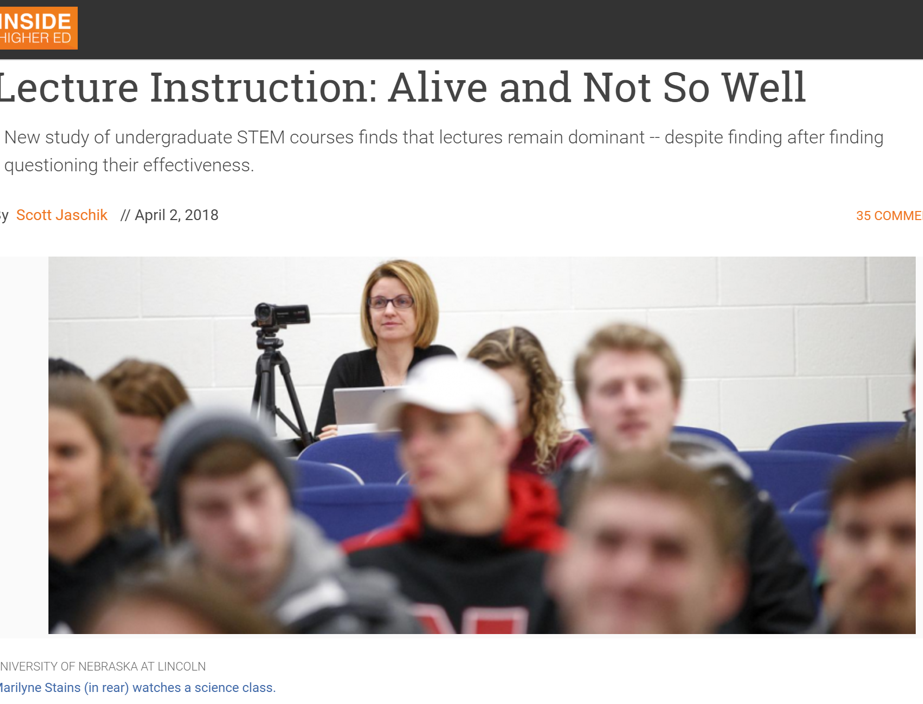 INSIDE
HIGHER ED
Lecture Instruction: Alive and Not So Well
New study of undergraduate STEM courses finds that lectures remain dominant -- despite finding after finding
questioning their effectiveness.
y Scott Jaschik // April 2, 2018
35 COMME
N
NIVERSITY OF NEBRASKA AT LINCOLN
arilyne Stains (in rear) watches a science class.